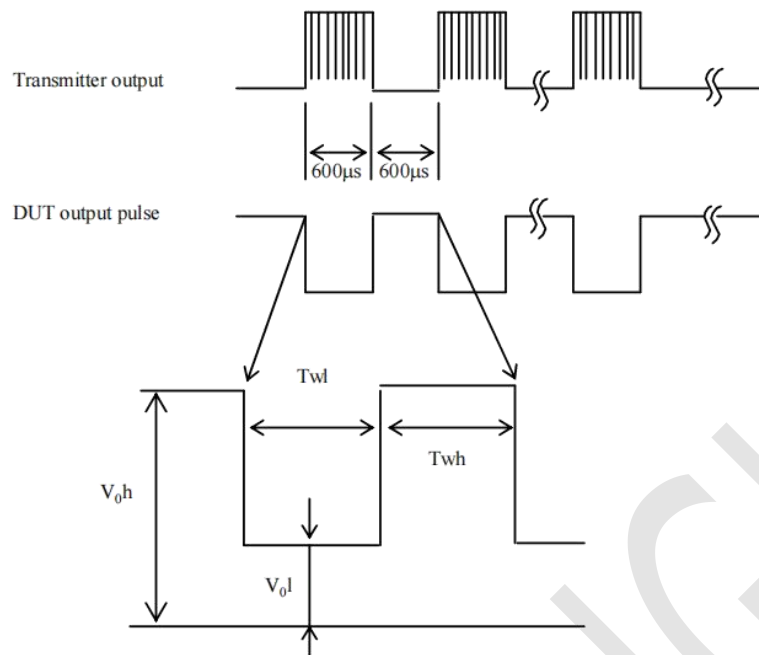 Transmitter output
600μs 600μs
DUT output pulse
Twl
Twh
V₀h
V₀l